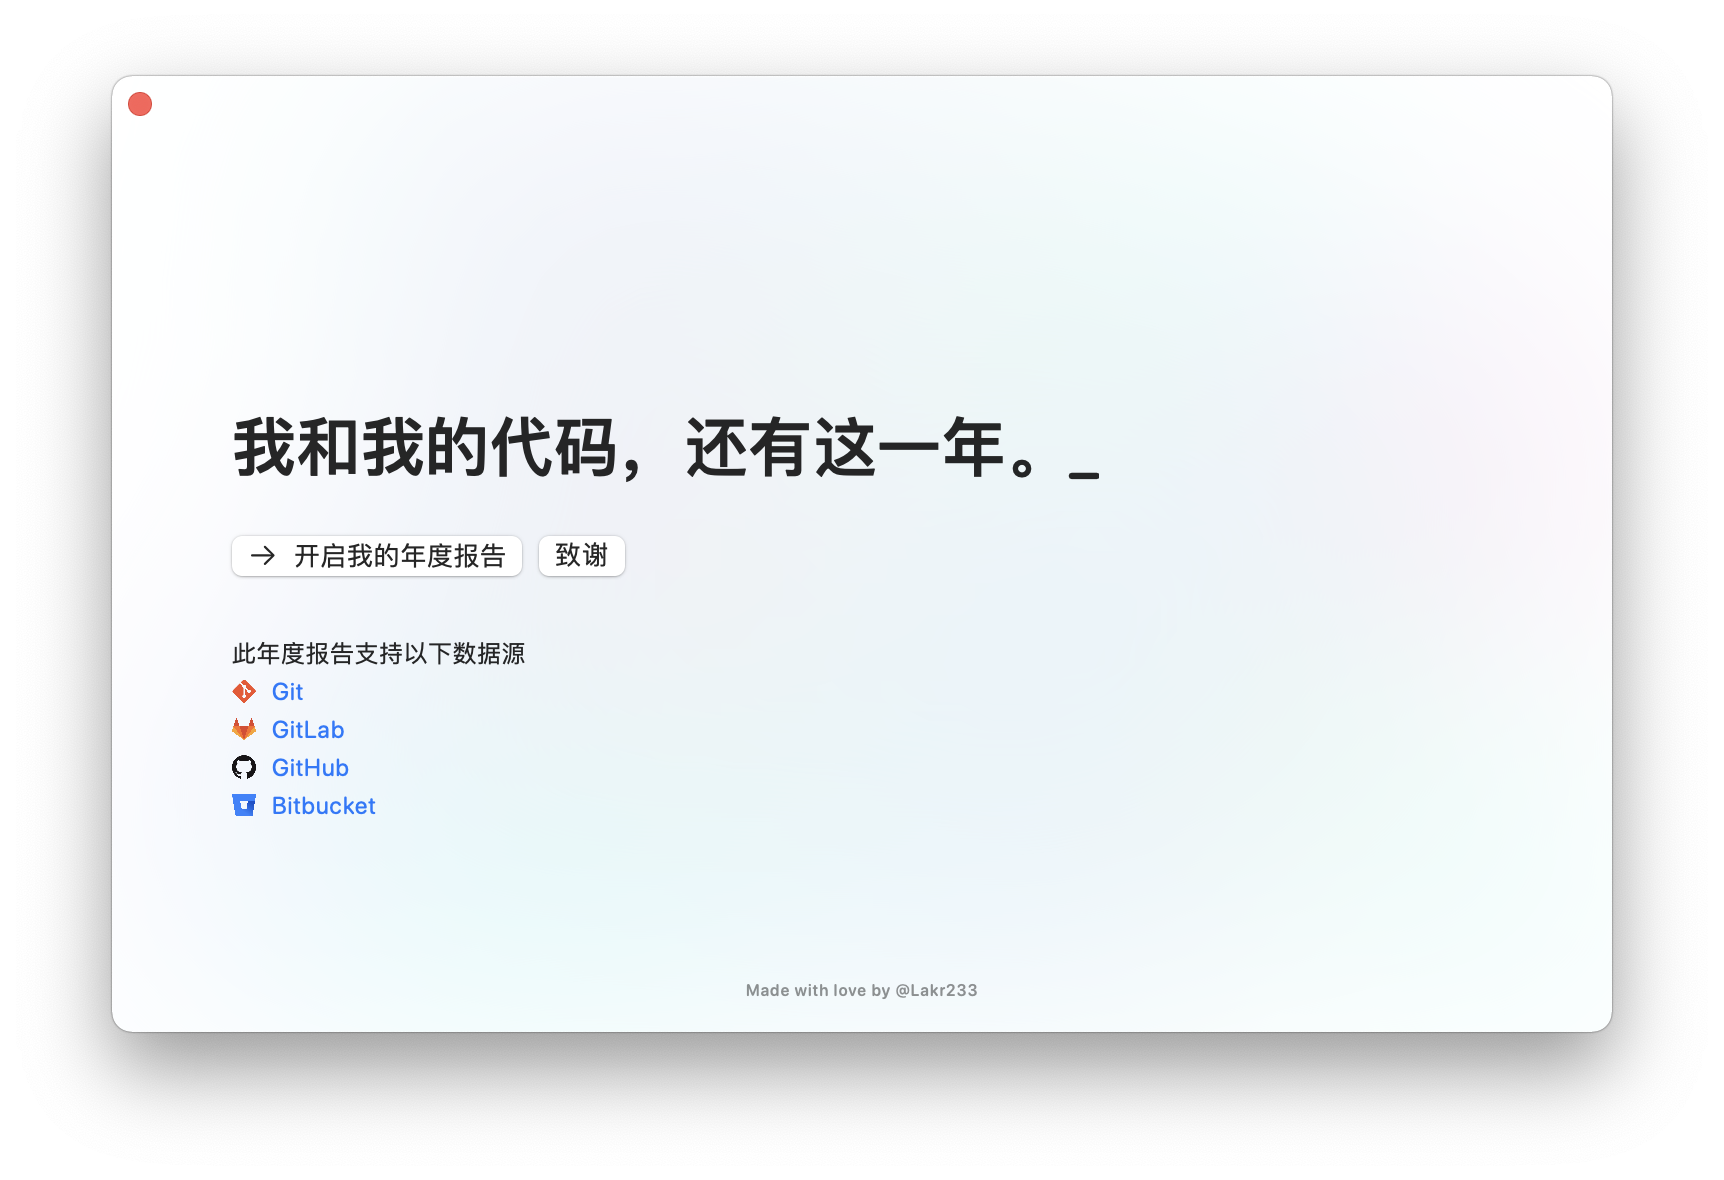 我和我的代码，还有这一年。_
→ 开启我的年度报告 致谢
此年度报告支持以下数据源
Git
GitLab
GitHub
Bitbucket
Made with love by @Lakr233